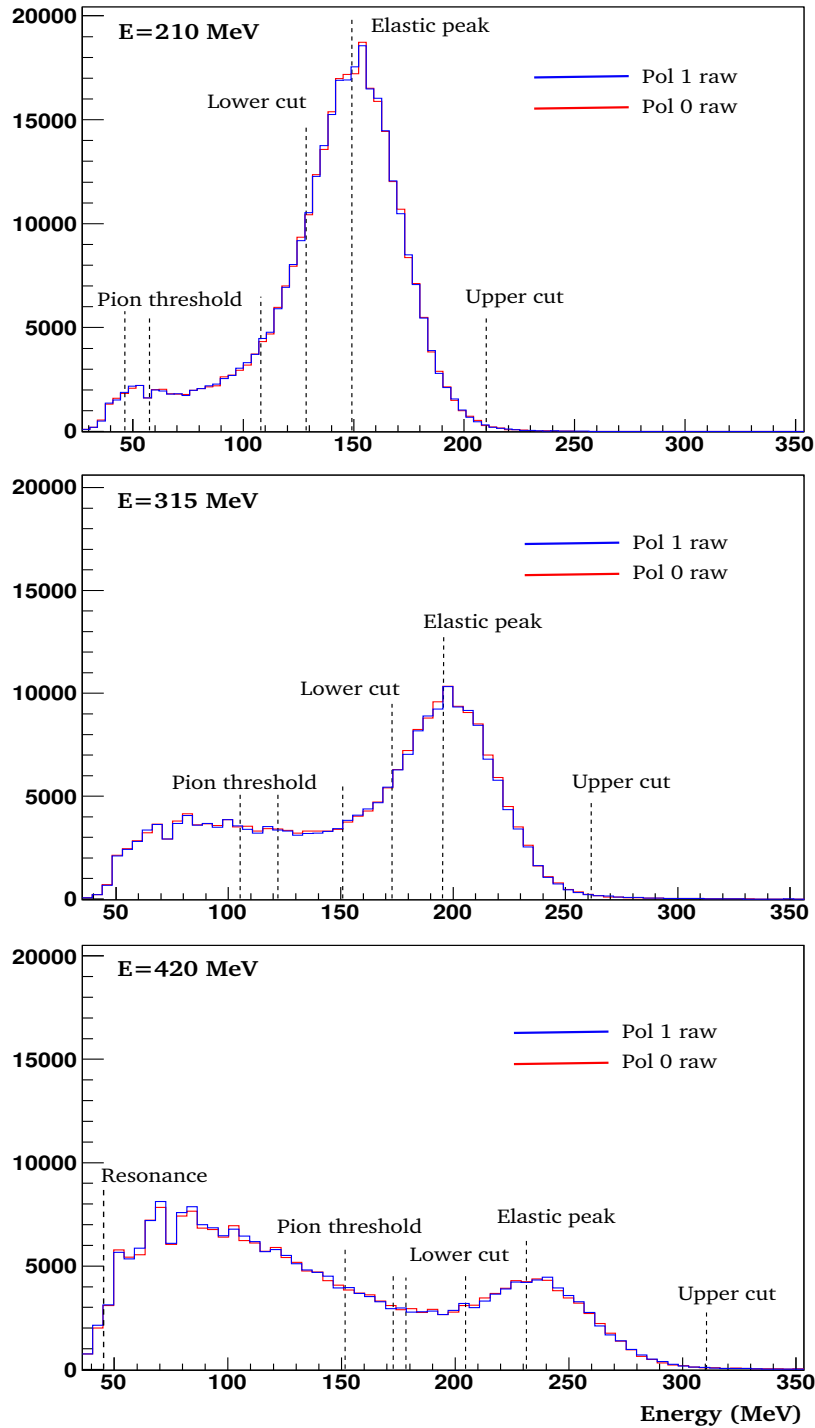 20000
E=210 MeV
Elastic peak
Pol 1 raw
Lower cut
Pol 0 raw
15000
10000
Pion threshold
Upper cut
5000
0
50 100 150 200 250 300 350
20000
E=315 MeV
Pol 1 raw
Pol 0 raw
15000
Elastic peak
10000
Lower cut
Pion threshold
Upper cut
5000
0
50 100 150 200 250 300 350
20000
E=420 MeV
Pol 1 raw
Pol 0 raw
15000
10000
Resonance
Elastic peak
Pion threshold
Lower cut
5000
Upper cut
0
50 100 150 200 250 300 350
Energy (MeV)